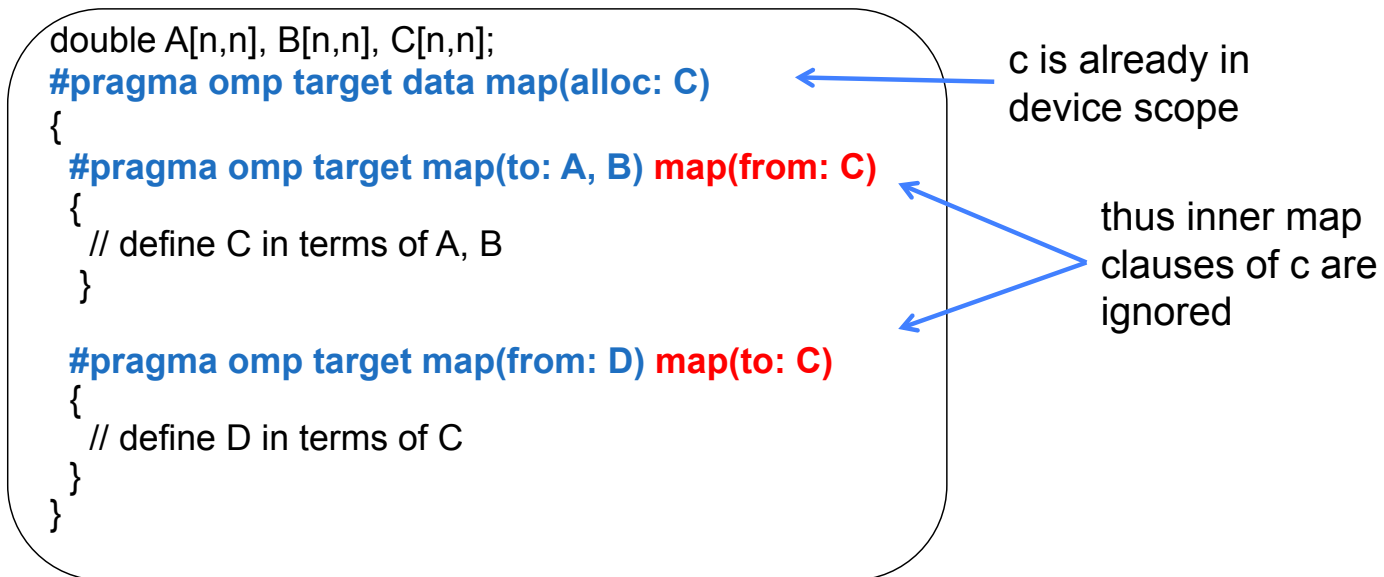 double A[n,n], B[n,n], C[n,n];
#pragma omp target data map(alloc: C)
{
#pragma omp target map(to: A, B) map(from: C)
{
// define C in terms of A, B
}
#pragma omp target map(from: D) map(to: C)
{
// define D in terms of C
}
}
c is already in
device scope
thus inner map
clauses of c are
ignored